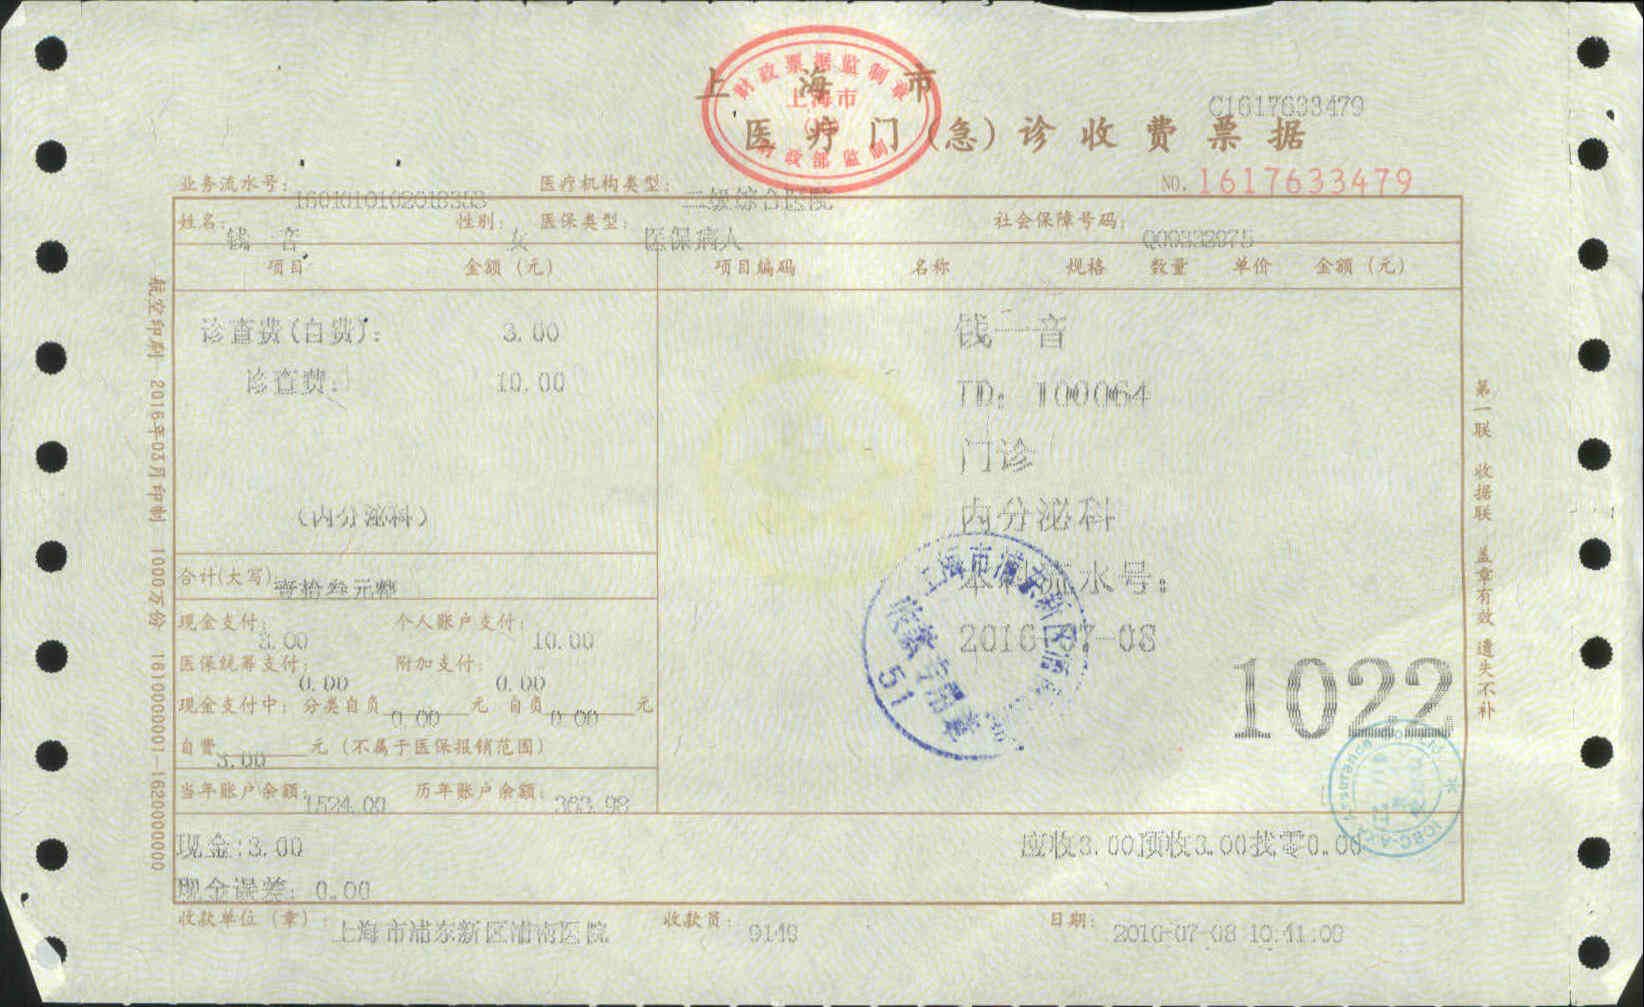 上海市
财政票据监制章
上海市
财政部监制
C1617633479
医疗门(急)诊收费票据
NO. 1617633479
业务流水号:
医疗机构类型: 二级综合医院
姓名: 钱一音 性别: 女 医保类型: 医保病人 社会保障号码:
项目 金额(元) 项目编码 名称 规格 数量 单价 金额(元)
诊查费(自费): 3.00
诊查费: 10.00
(内分泌科)
钱一音
ID: 100064
门诊
内分泌科
本科流水号:
2016-07-08
1022
合计(大写): 壹拾叁元整
现金支付: 3.00 个人账户支付: 10.00
医保统筹支付: 0.00 附加支付: 0.00
现金支付中: 分类自负 0.00 元 自负 0.00 元
自费 3.00 元 (不属于医保报销范围)
当年账户余额: 1524.00 历年账户余额: 363.98
现金:3.00
应收3.00预收3.00找零0.00
现金误差: 0.00
收款单位(章): 上海市浦东新区浦南医院 收款员: 9149 日期: 2016-07-08 10:41:09
航空印刷 2016年03月印制 1000万份 1610000001-1620000000
第一联 收据联 盖章有效 遗失不补
上海市浦东新区浦
收费专用章
51